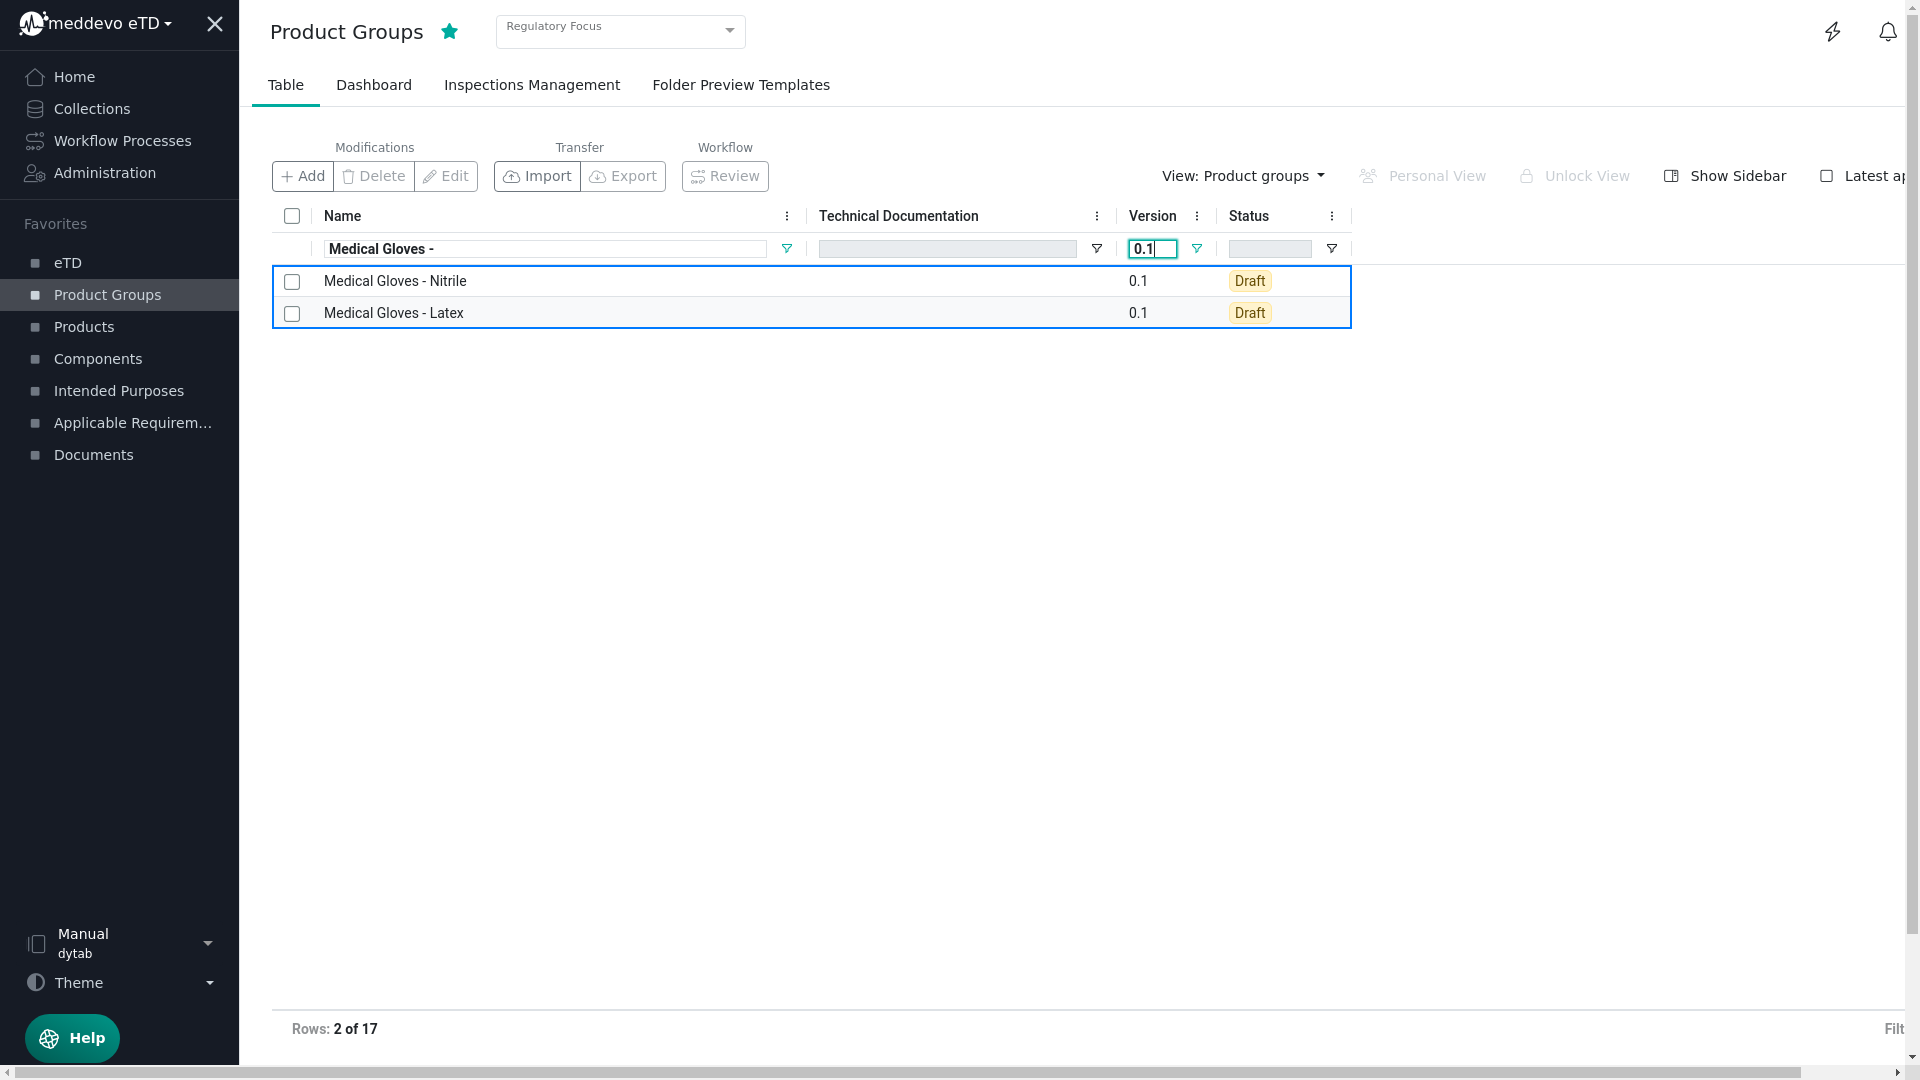 meddevo eTD
Home
Collections
Workflow Processes
Administration
Favorites
eTD
Product Groups
Products
Components
Intended Purposes
Applicable Requirem...
Documents
Manual
dytab
Theme
Help
Product Groups
Regulatory Focus
Table Dashboard Inspections Management Folder Preview Templates
Modifications Transfer Workflow
Add Delete Edit Import Export Review View: Product groups Personal View Unlock View Show Sidebar Latest ap
Name Technical Documentation Version Status
Medical Gloves - 0.1
Medical Gloves - Nitrile 0.1 Draft
Medical Gloves - Latex 0.1 Draft
Rows: 2 of 17 Filt